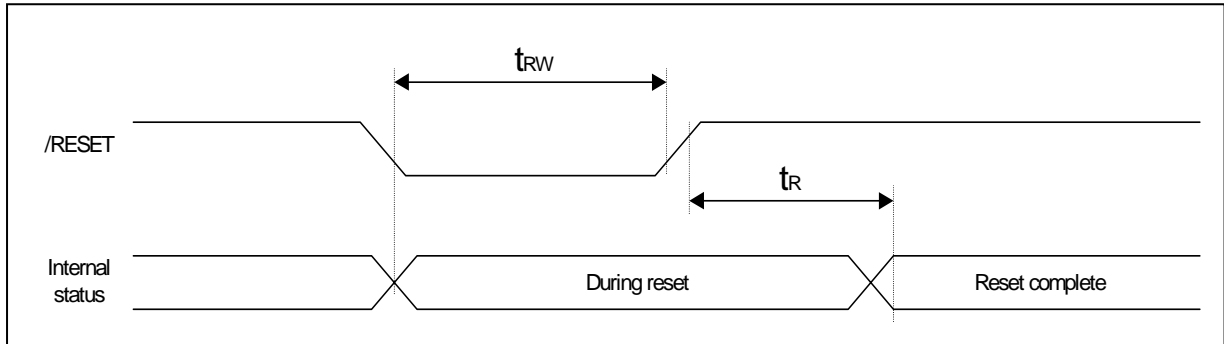 tRW
/RESET
tR
Internal
status
During reset
Reset complete